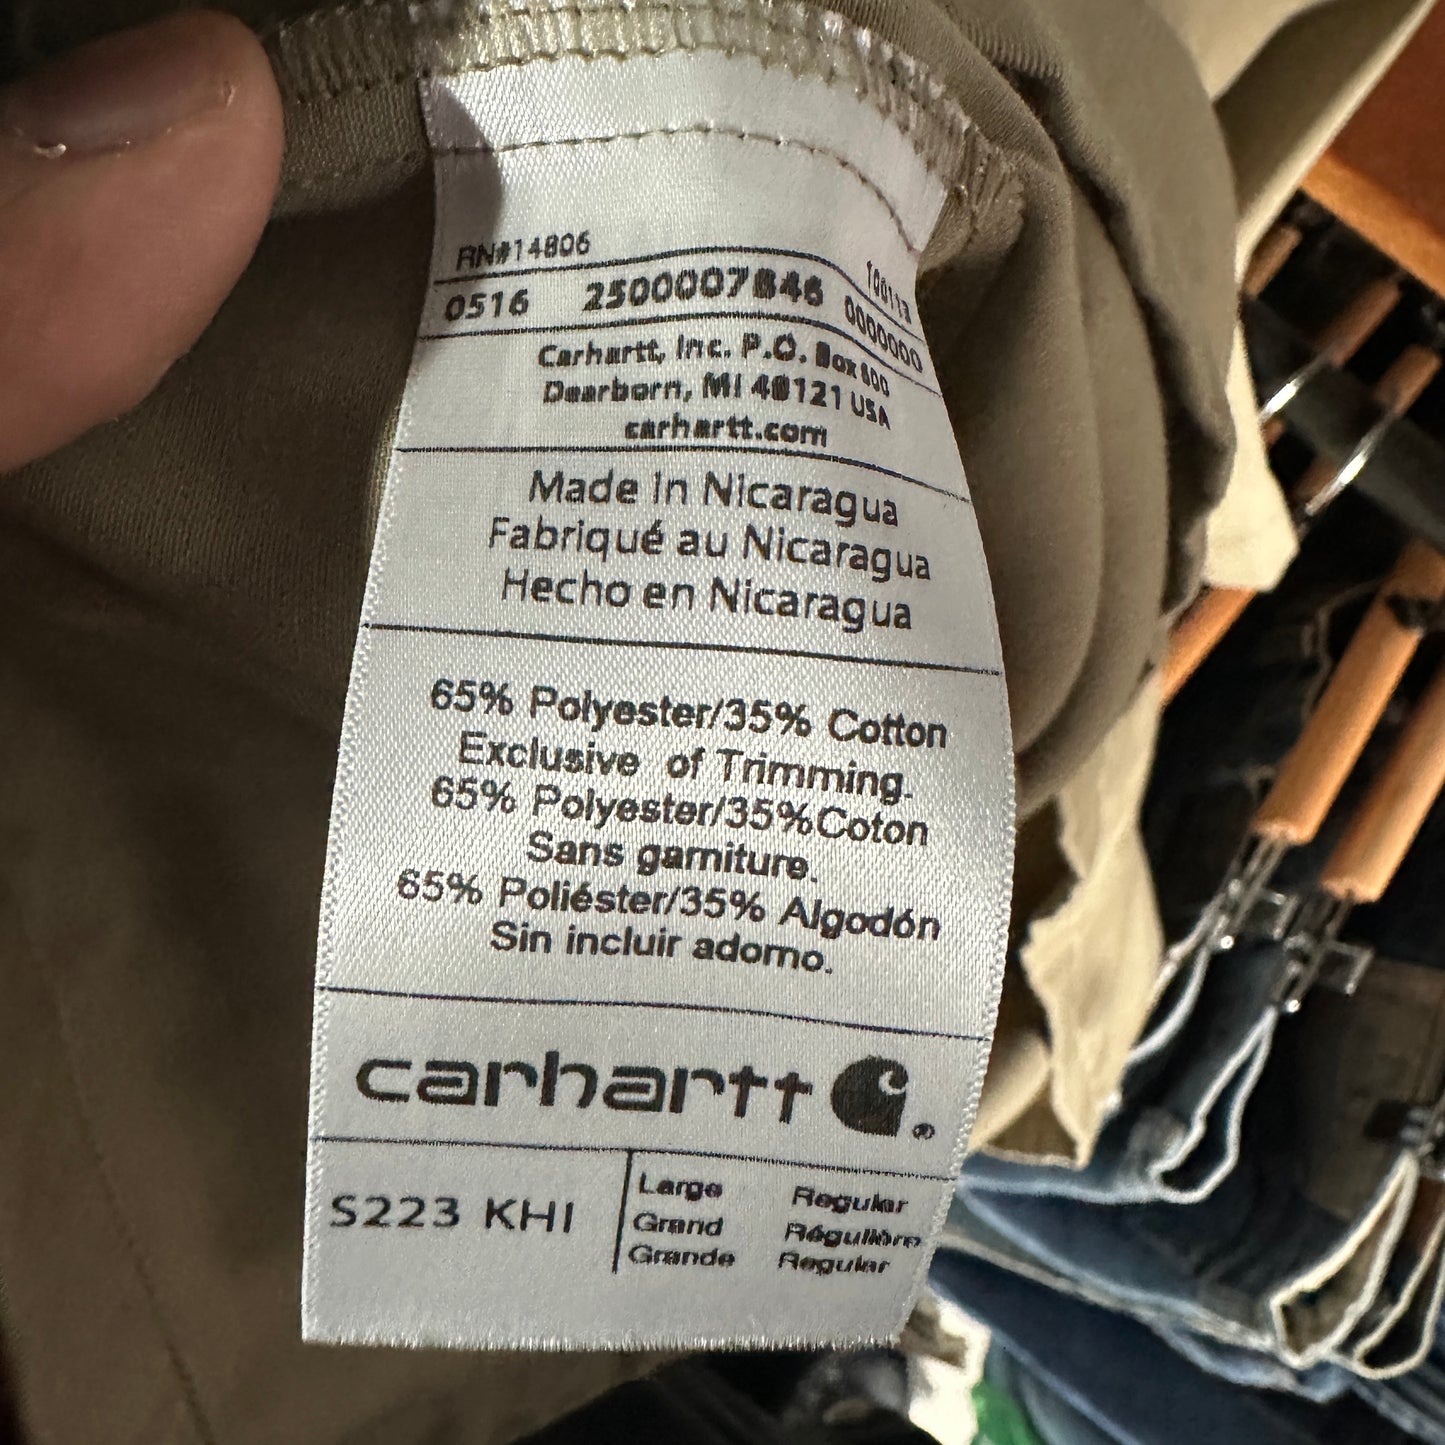 RN#14806
0516 2500007846 100113
0000000
Carhartt, Inc. P.O. Box 600
Dearborn, MI 48121 USA
carhartt.com
Made in Nicaragua
Fabriqué au Nicaragua
Hecho en Nicaragua
65% Polyester/35% Cotton
Exclusive of Trimming.
65% Polyester/35%Coton
Sans garniture.
65% Poliéster/35% Algodón
Sin incluir adorno.
carhartt
S223 KHI
Large Regular
Grand Régulière
Grande Regular